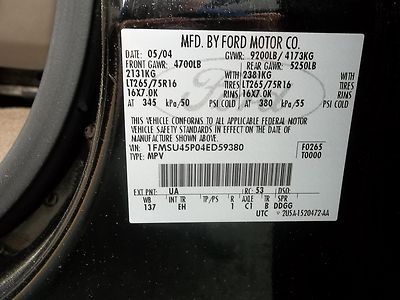 MFD. BY FORD MOTOR CO.
DATE: 05/04 GVWR: 9200LB / 4173KG
FRONT GAWR: 4700LB REAR GAWR: 5250LB
2131KG WITH 2381KG WITH
LT265/75R16 TIRES LT265/75R16 TIRES
16X7.0K RIMS 16X7.0K RIMS
AT 345 kPa/50 PSI COLD AT 380 kPa/55 PSI COLD
THIS VEHICLE CONFORMS TO ALL APPLICABLE FEDERAL MOTOR
VEHICLE SAFETY STANDARDS IN EFFECT ON THE DATE OF
MANUFACTURE SHOWN ABOVE.
VIN: 1FMSU45P04ED59380 F0265
TYPE: MPV T0000
EXT PNT: UA RC: 53 DSO:
WB INT TR TP/PS R AXLE TR SPR
137 EH 1 C1 B DDGG
UTC 2U5A-1520472-AA
Ford